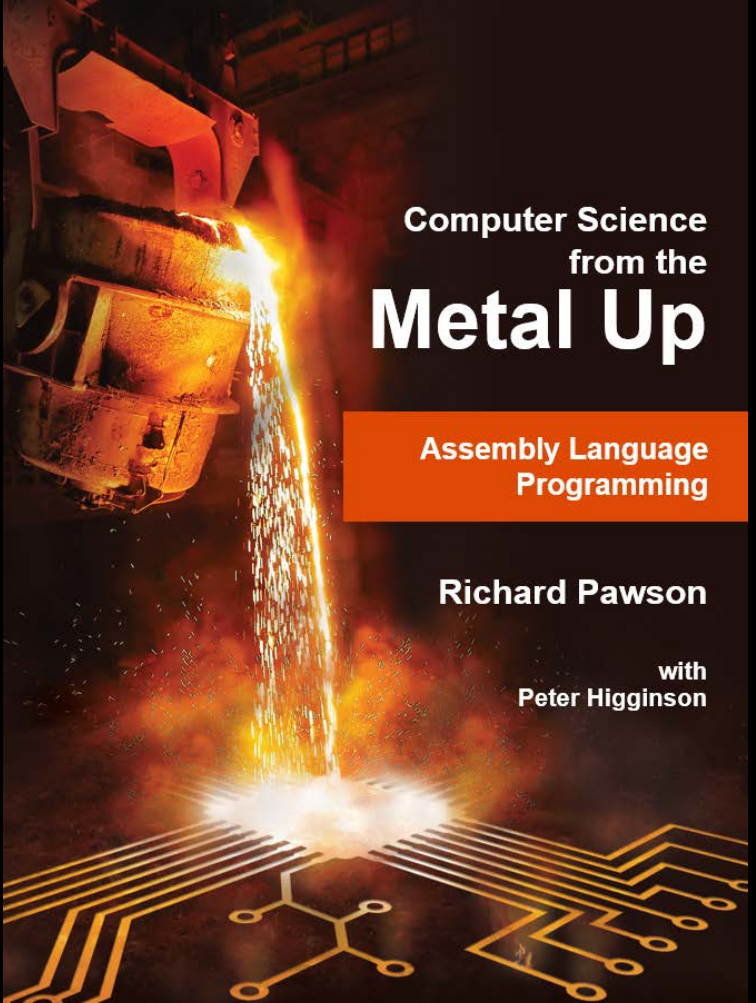 Computer Science
from the
Metal Up
Assembly Language
Programming
Richard Pawson
with
Peter Higginson